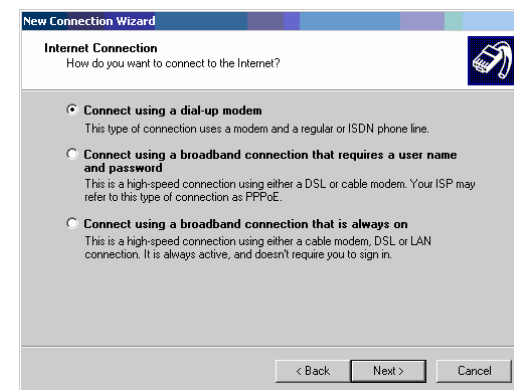 New Connection Wizard
Internet Connection
How do you want to connect to the Internet?
Connect using a dial-up modem
This type of connection uses a modem and a regular or ISDN phone line.
Connect using a broadband connection that requires a user name
and password
This is a high-speed connection using either a DSL or cable modem. Your ISP may
refer to this type of connection as PPPoE.
Connect using a broadband connection that is always on
This is a high-speed connection using either a cable modem, DSL or LAN
connection. It is always active, and doesn't require you to sign in.
< Back
Next >
Cancel